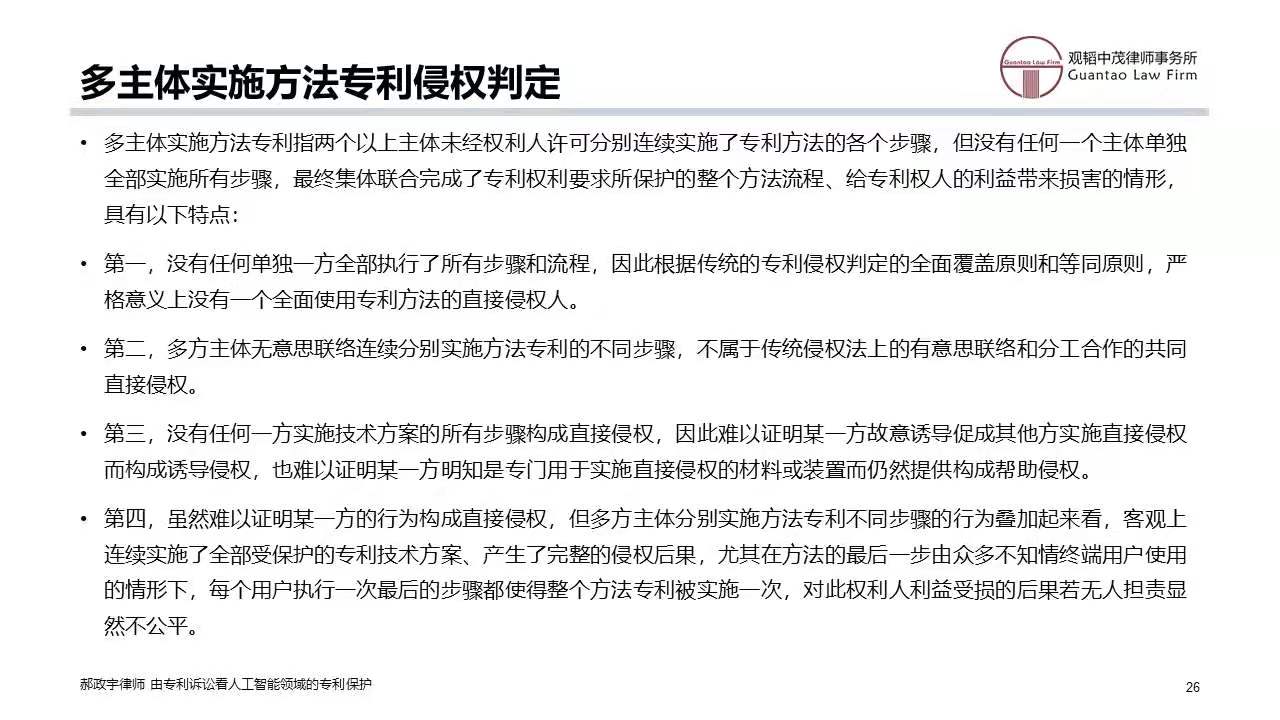 多主体实施方法专利侵权判定
Guantao Law Firm
观韬中茂律师事务所
Guantao Law Firm
• 多主体实施方法专利指两个以上主体未经权利人许可分别连续实施了专利方法的各个步骤，但没有任何一个主体单独
全部实施所有步骤，最终集体联合完成了专利权利要求所保护的整个方法流程、给专利权人的利益带来损害的情形，
具有以下特点：
• 第一，没有任何单独一方全部执行了所有步骤和流程，因此根据传统的专利侵权判定的全面覆盖原则和等同原则，严
格意义上没有一个全面使用专利方法的直接侵权人。
• 第二，多方主体无意思联络连续分别实施方法专利的不同步骤，不属于传统侵权法上的有意思联络和分工合作的共同
直接侵权。
• 第三，没有任何一方实施技术方案的所有步骤构成直接侵权，因此难以证明某一方故意诱导促成其他方实施直接侵权
而构成诱导侵权，也难以证明某一方明知是专门用于实施直接侵权的材料或装置而仍然提供构成帮助侵权。
• 第四，虽然难以证明某一方的行为构成直接侵权，但多方主体分别实施方法专利不同步骤的行为叠加起来看，客观上
连续实施了全部受保护的专利技术方案、产生了完整的侵权后果，尤其在方法的最后一步由众多不知情终端用户使用
的情形下，每个用户执行一次最后的步骤都使得整个方法专利被实施一次，对此权利人利益受损的后果若无人担责显
然不公平。
郝政宇律师 由专利诉讼看人工智能领域的专利保护
26